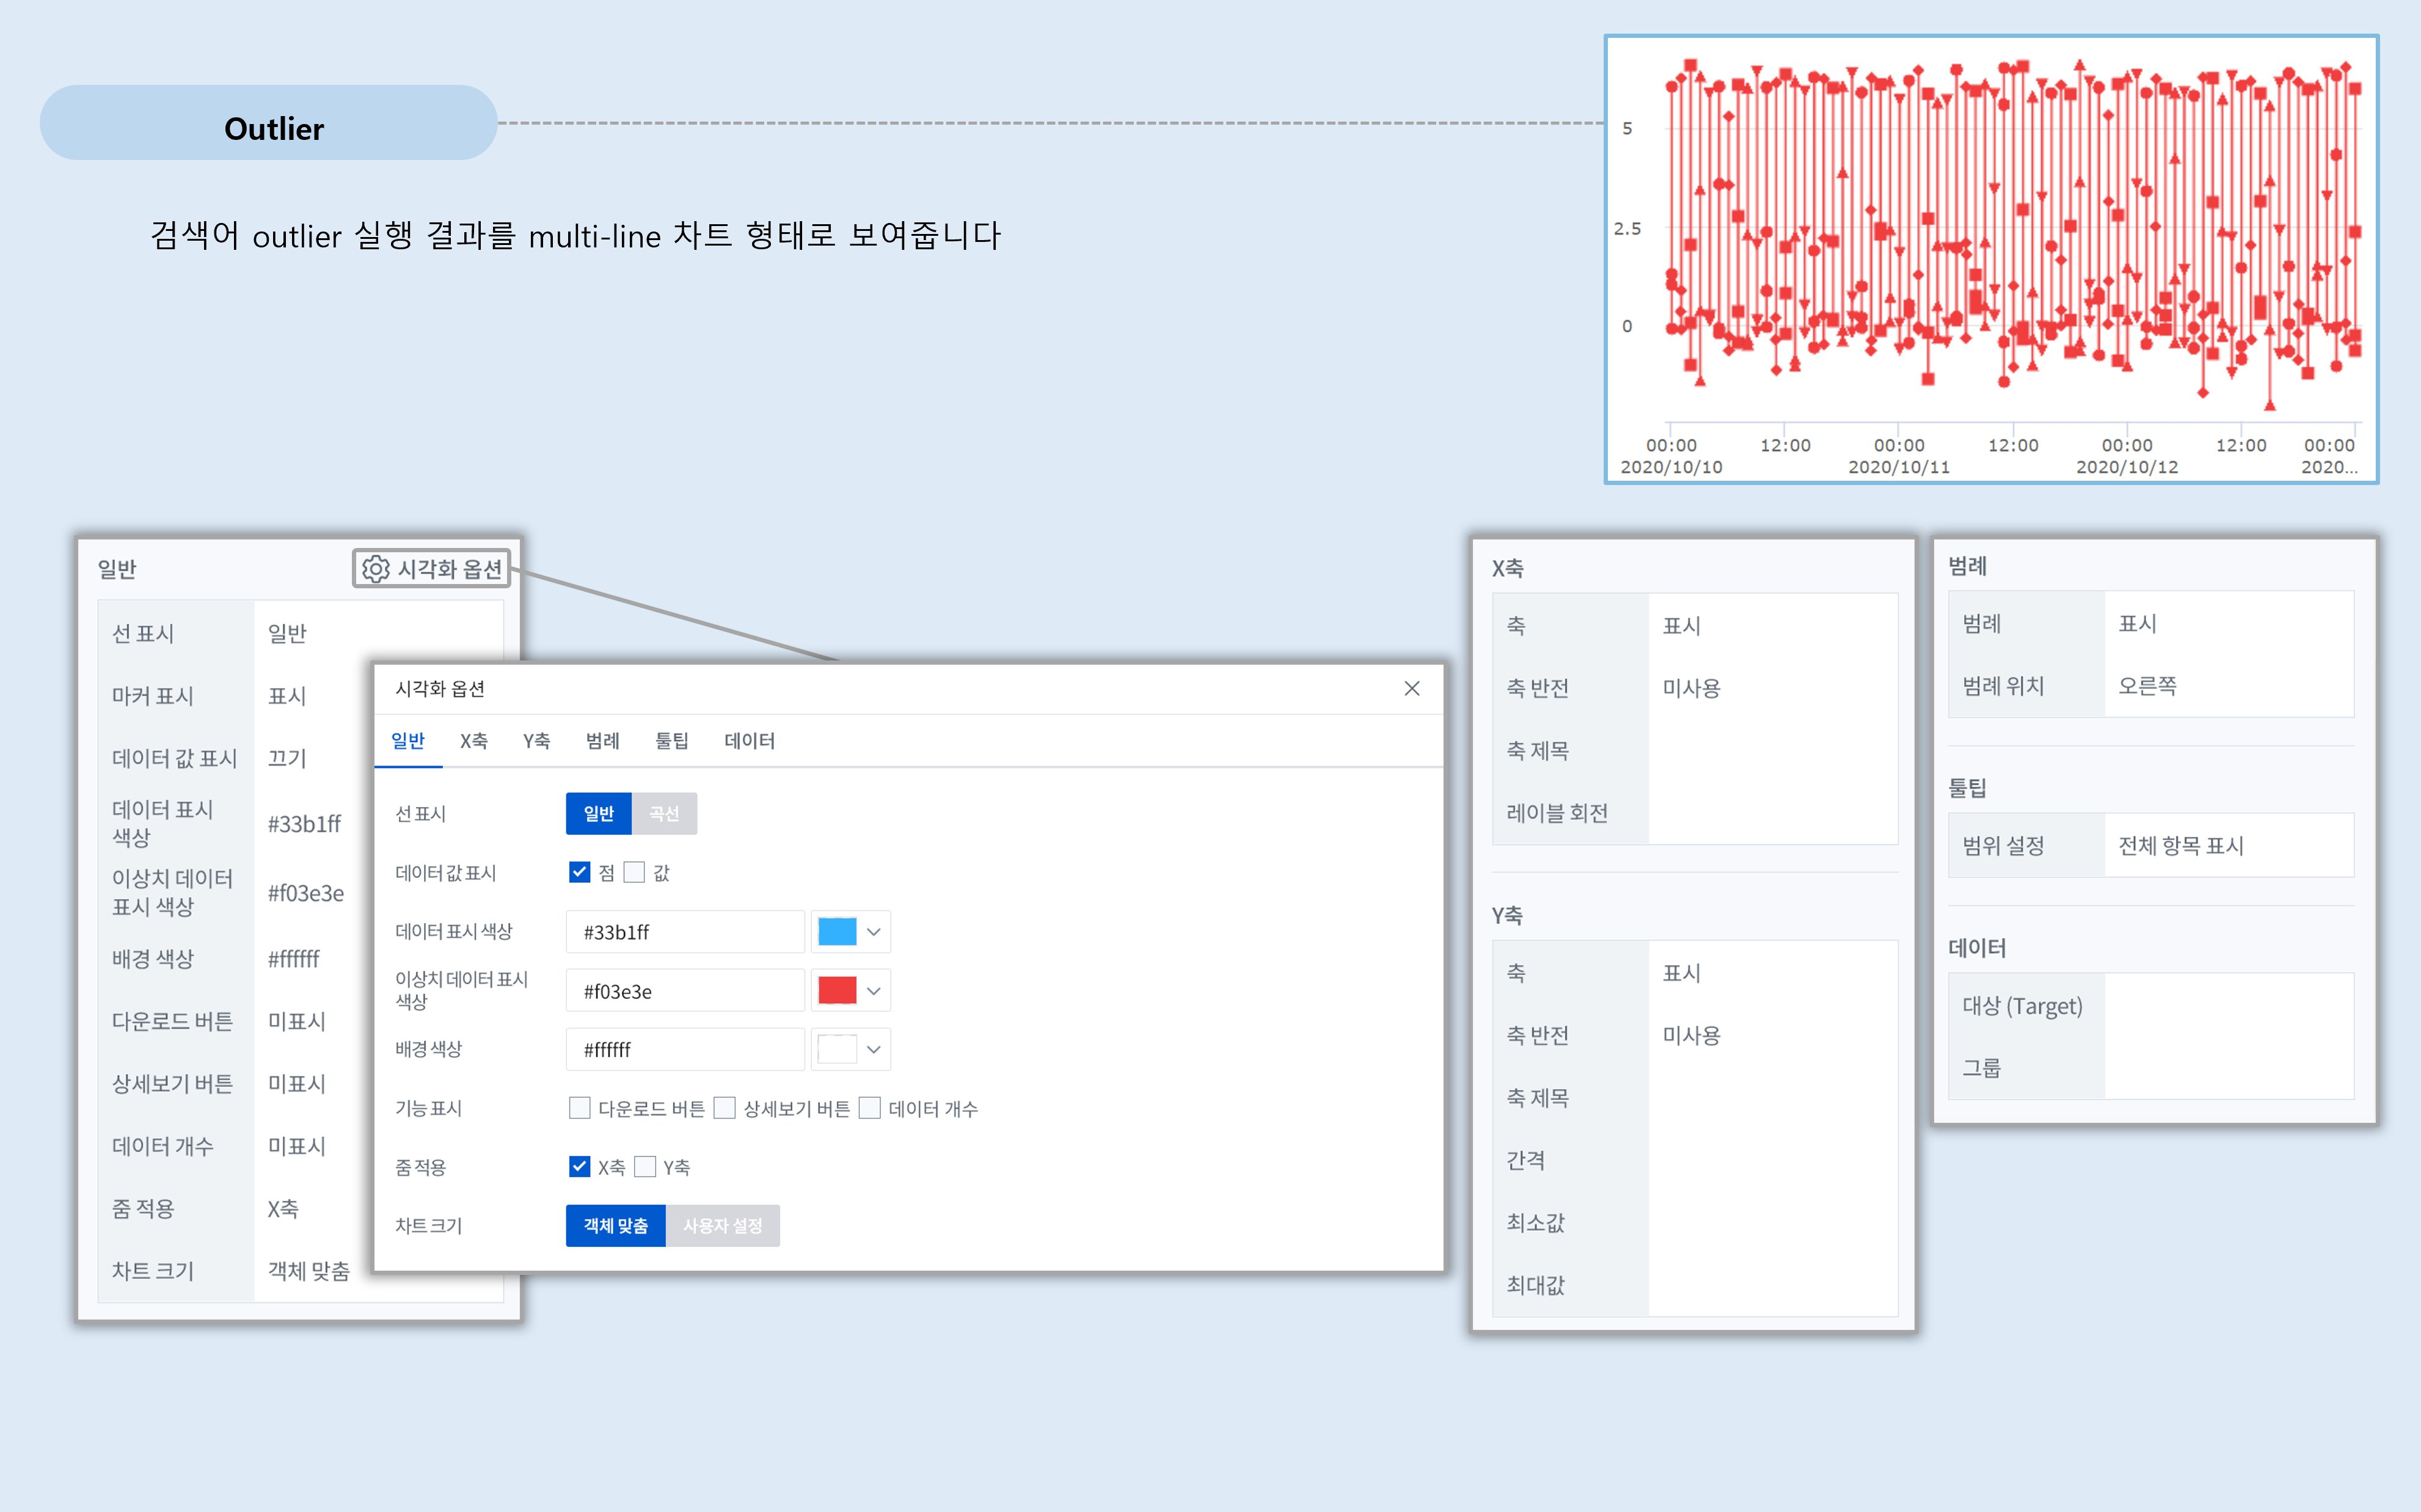 Outlier
검색어 outlier 실행 결과를 multi-line 차트 형태로 보여줍니다
5
2.5
0
00:00 12:00 00:00 12:00 00:00 12:00 00:00
2020/10/10 2020/10/11 2020/10/12 2020...
일반 시각화 옵션
선 표시 일반
마커 표시 표시
데이터 값 표시 끄기
데이터 표시
색상
#33b1ff
이상치 데이터
표시 색상
#f03e3e
배경 색상 #ffffff
다운로드 버튼 미표시
상세보기 버튼 미표시
데이터 개수 미표시
줌 적용 X축
차트 크기 객체 맞춤
시각화 옵션
일반 X축 Y축 범례 툴팁 데이터
선 표시 일반 곡선
데이터 값 표시 점 값
데이터 표시 색상 #33b1ff
이상치 데이터 표시
색상
#f03e3e
배경 색상 #ffffff
기능 표시 다운로드 버튼 상세보기 버튼 데이터 개수
줌 적용 X축 Y축
차트 크기 객체 맞춤 사용자 설정
X축
축 표시
축 반전 미사용
축 제목
레이블 회전
Y축
축 표시
축 반전 미사용
축 제목
간격
최소값
최대값
범례
범례 표시
범례 위치 오른쪽
툴팁
범위 설정 전체 항목 표시
데이터
대상 (Target)
그룹